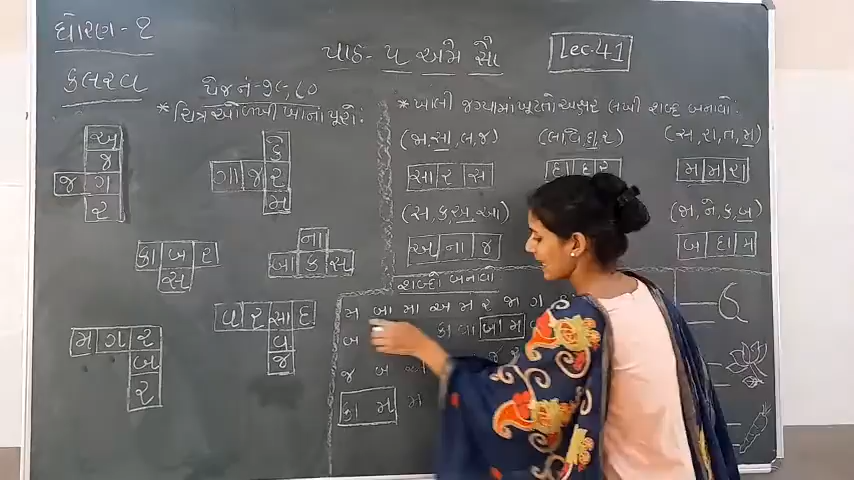 ધોરણ - ૨
કલરવ
પાઠ - ૫ અમે સૌ
Lec-41
પેજ નં - ૭૯,૮૦
* ચિત્ર ઓળખી ખાના પૂરો:
અ
જ
જ ગ
ર
કે
ગા જ ર
મ
કા બ ર
સ
ના
બા ક સ
મ ગ ર
બ
ર
વ ર સા દ
વ
જ
* ખાલી જગ્યામાં ખૂટતો અક્ષર લખી શબ્દ બનાવો.
(જા, સા, લ, જ)
સા ર સ
(સ, ક, અ, આ)
અ ના જ
(લા, ચિ, દા, ર)
દા દ ર
(સ, રા, ત, મ)
મ મ રા
(જા, ને, ક, બ)
બ દા મ
શબ્દો બનાવો
મ બા મા અ મ ર જા ગ
બા મ
કા મ મ